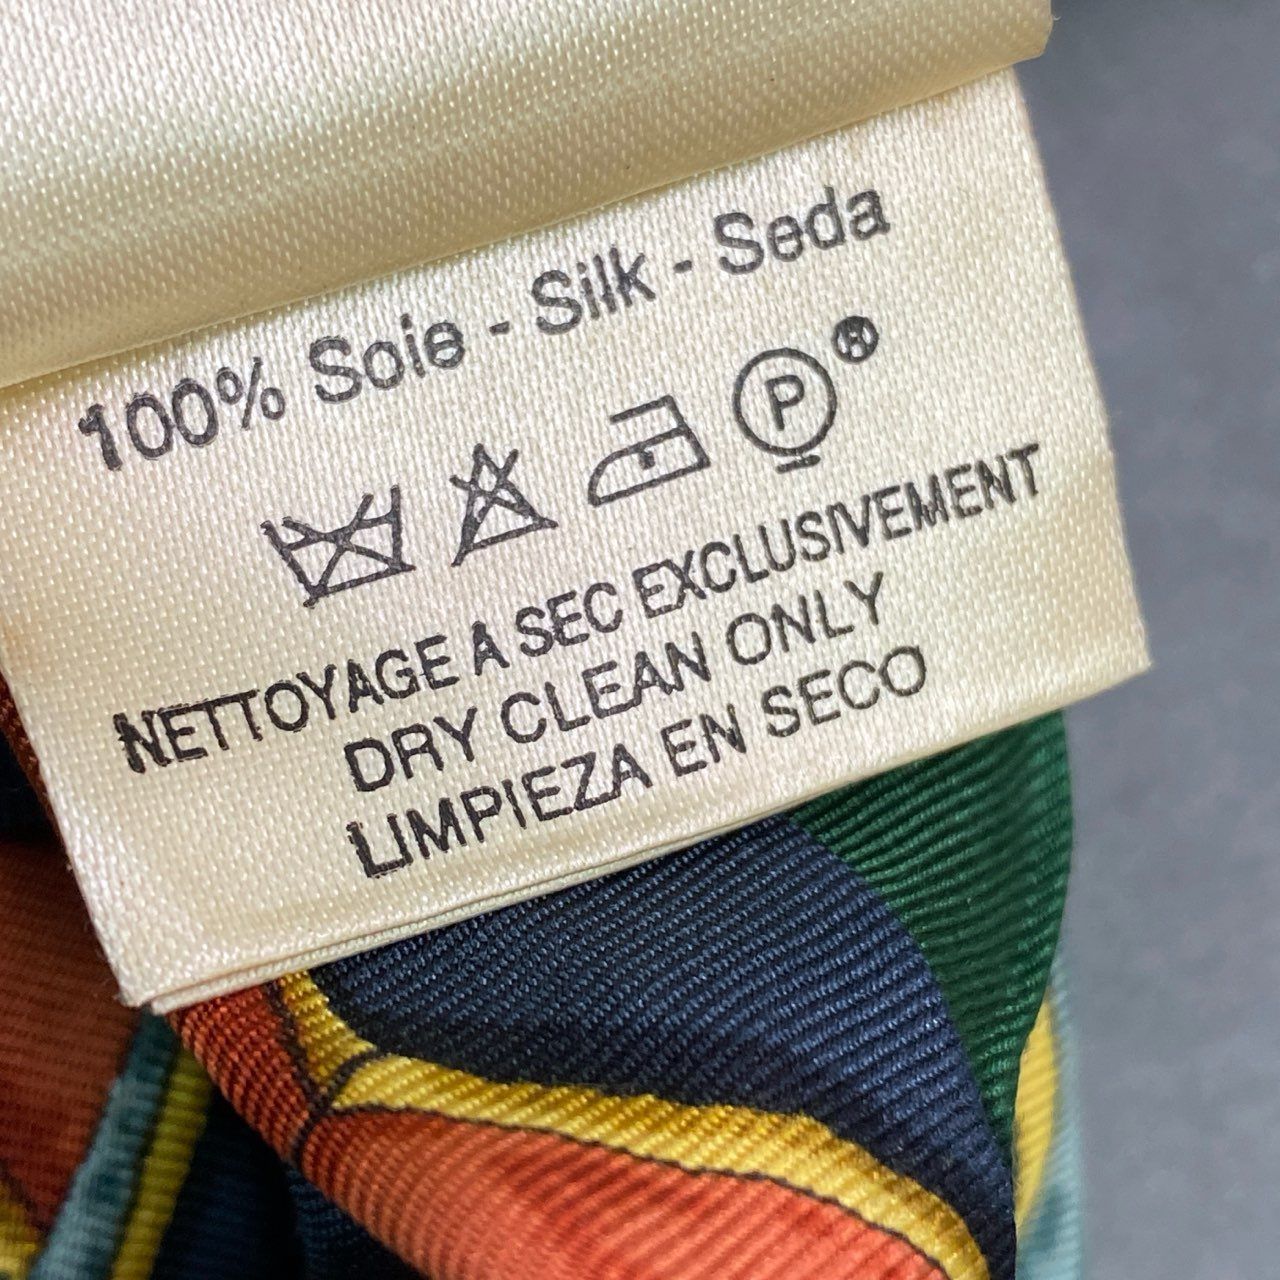 100% Soie - Silk - Seda
P ®
NETTOYAGE A SEC EXCLUSIVEMENT
DRY CLEAN ONLY
LIMPIEZA EN SECO